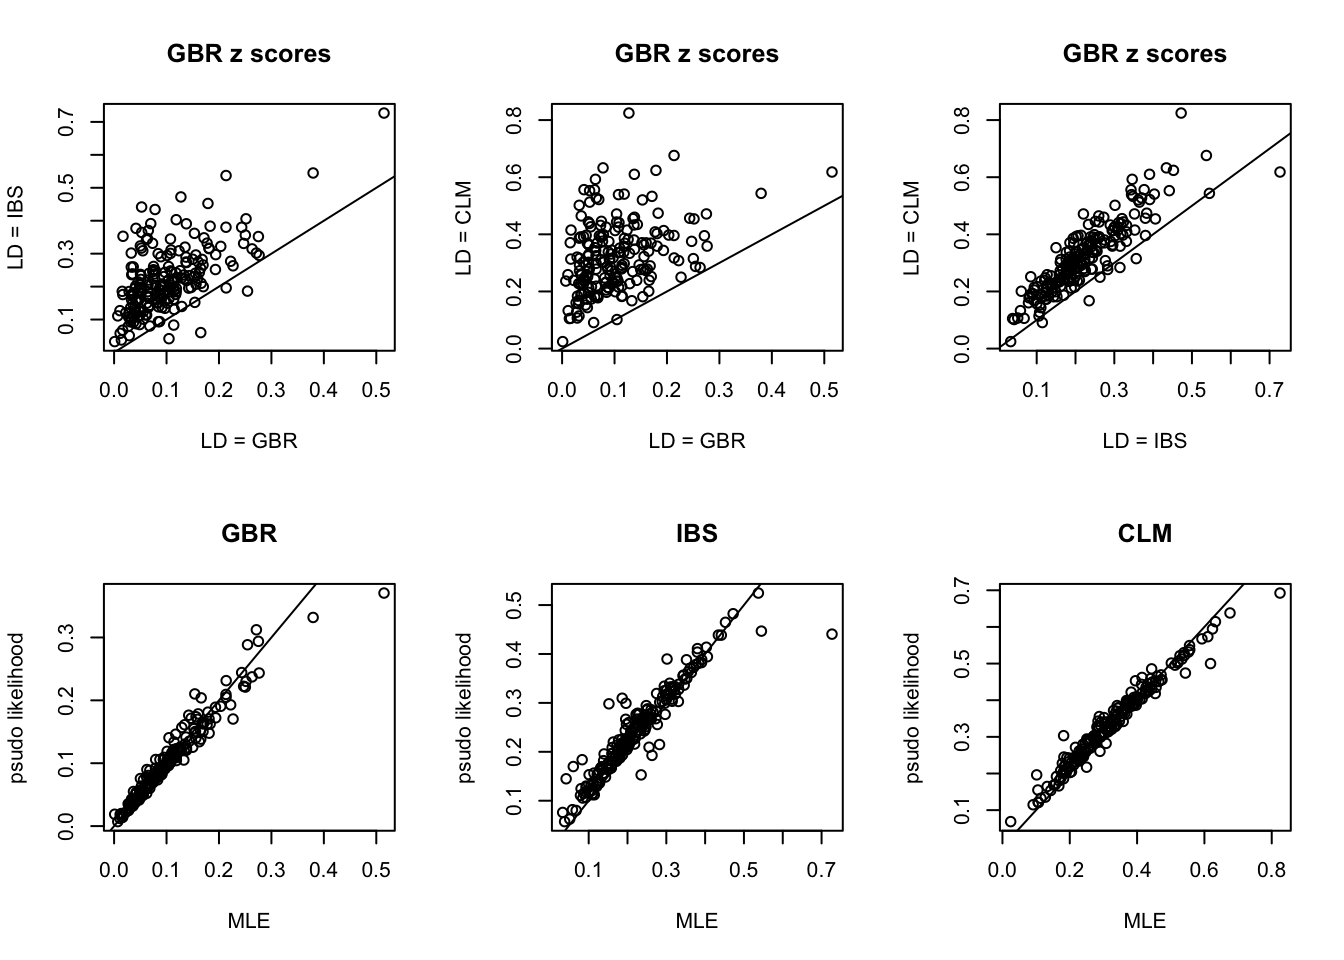 GBR z scores
LD = IBS
0.1 0.3 0.5 0.7
0.0 0.1 0.2 0.3 0.4 0.5
LD = GBR
GBR z scores
LD = CLM
0.0 0.2 0.4 0.6 0.8
0.0 0.1 0.2 0.3 0.4 0.5
LD = GBR
GBR z scores
LD = CLM
0.0 0.2 0.4 0.6 0.8
0.1 0.3 0.5 0.7
LD = IBS
GBR
psudo likelihood
0.0 0.1 0.2 0.3
0.0 0.1 0.2 0.3 0.4 0.5
MLE
IBS
psudo likelihood
0.1 0.2 0.3 0.4 0.5
0.1 0.3 0.5 0.7
MLE
CLM
psudo likelihood
0.1 0.3 0.5 0.7
0.0 0.2 0.4 0.6 0.8
MLE